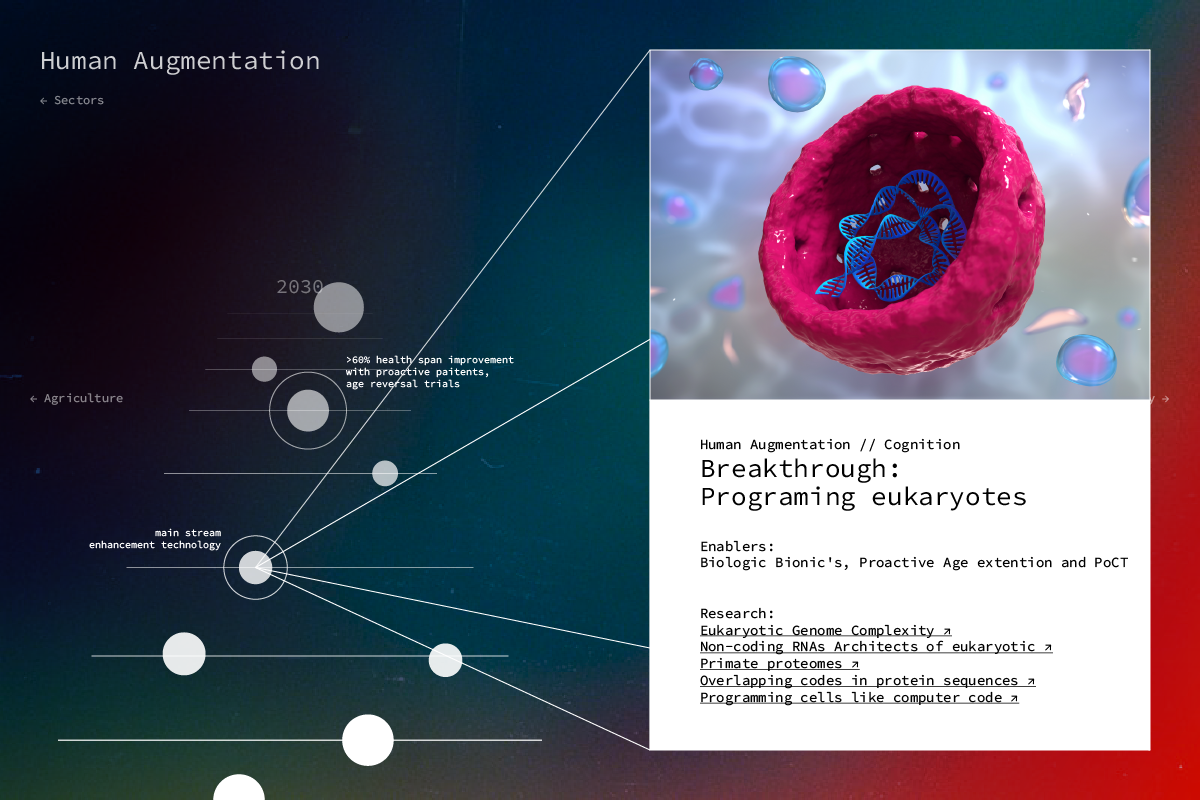 Human Augmentation
← Sectors
2030
>60% health span improvement
with proactive paitents,
age reversal trials
← Agriculture
y →
main stream
enhancement technology
Human Augmentation // Cognition
Breakthrough:
Programing eukaryotes
Enablers:
Biologic Bionic's, Proactive Age extention and PoCT
Research:
Eukaryotic Genome Complexity ↗
Non-coding RNAs Architects of eukaryotic ↗
Primate proteomes ↗
Overlapping codes in protein sequences ↗
Programming cells like computer code ↗